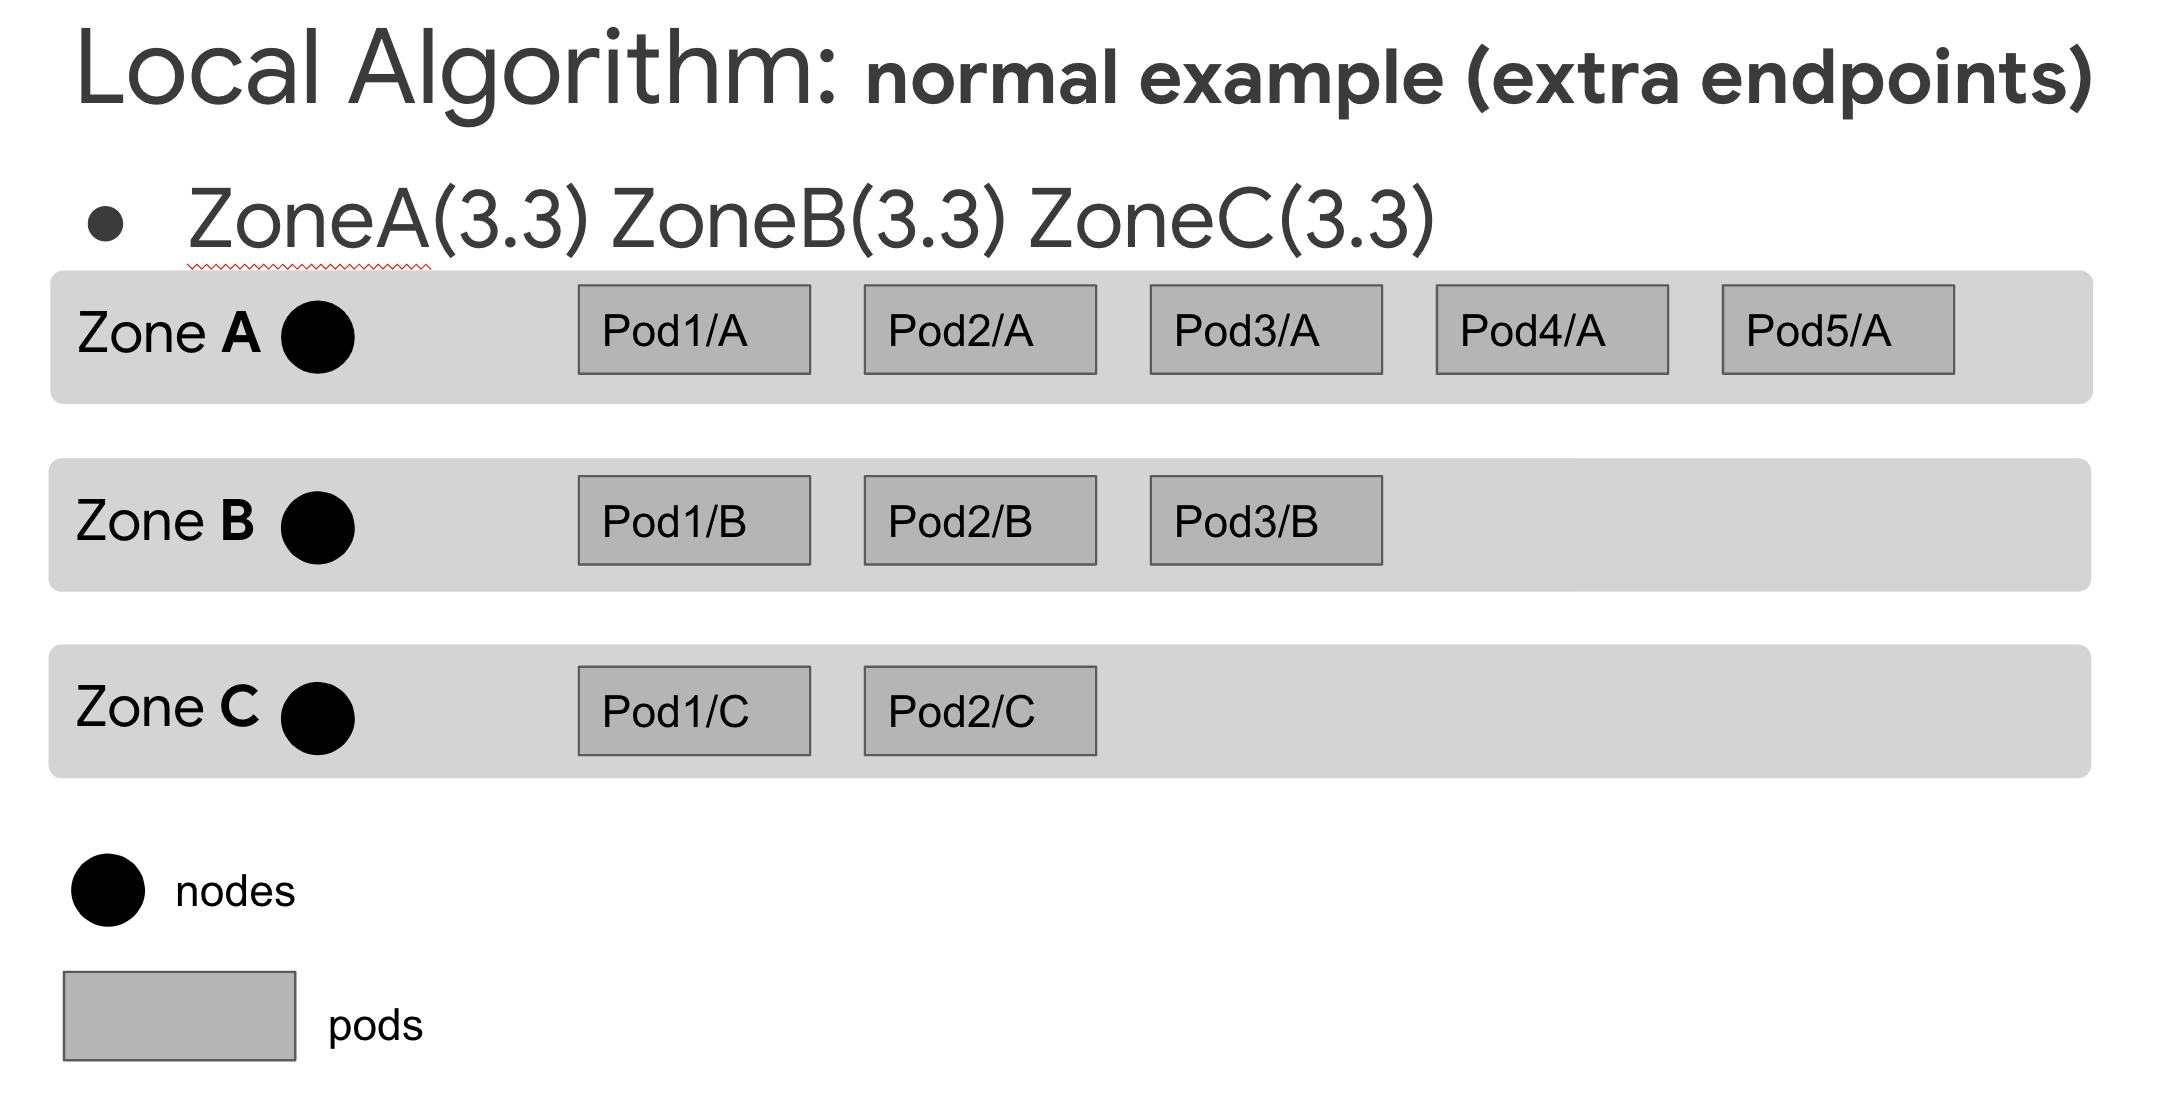 Local Algorithm: normal example (extra endpoints)
● ZoneA(3.3) ZoneB(3.3) ZoneC(3.3)
Zone A Pod1/A Pod2/A Pod3/A Pod4/A Pod5/A
Zone B Pod1/B Pod2/B Pod3/B
Zone C Pod1/C Pod2/C
nodes
pods